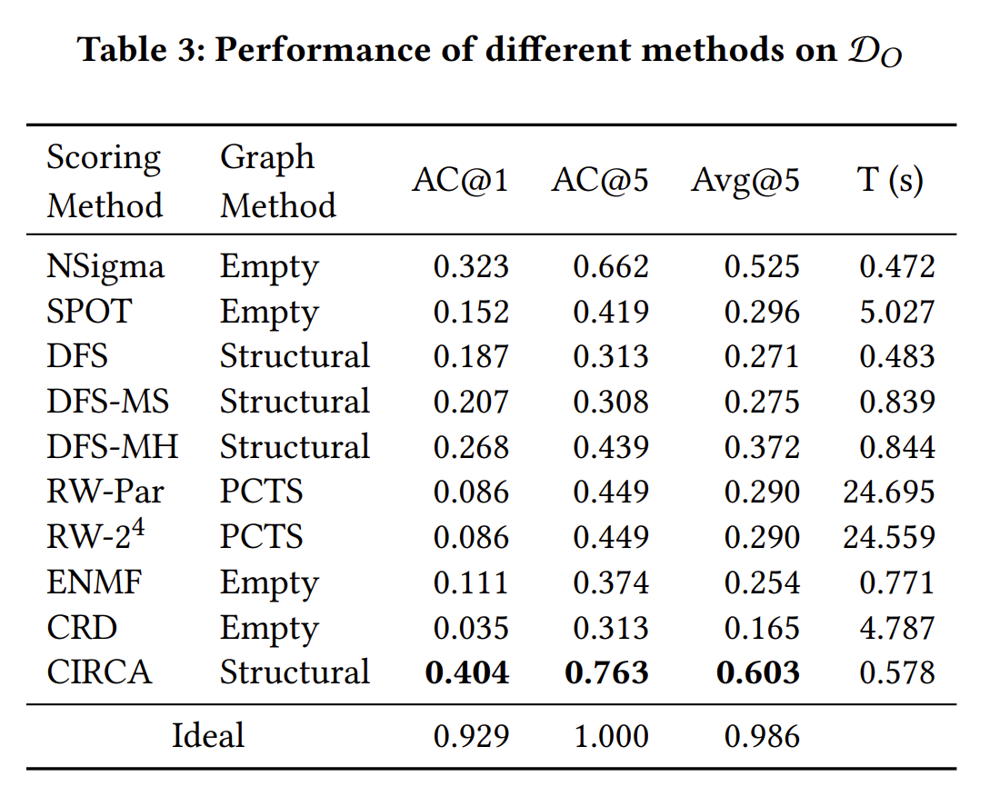 Table 3: Performance of different methods on 𝒟_O
Scoring Method Graph Method AC@1 AC@5 Avg@5 T (s)
NSigma Empty 0.323 0.662 0.525 0.472
SPOT Empty 0.152 0.419 0.296 5.027
DFS Structural 0.187 0.313 0.271 0.483
DFS-MS Structural 0.207 0.308 0.275 0.839
DFS-MH Structural 0.268 0.439 0.372 0.844
RW-Par PCTS 0.086 0.449 0.290 24.695
RW-2⁴ PCTS 0.086 0.449 0.290 24.559
ENMF Empty 0.111 0.374 0.254 0.771
CRD Empty 0.035 0.313 0.165 4.787
CIRCA Structural 0.404 0.763 0.603 0.578
Ideal 0.929 1.000 0.986